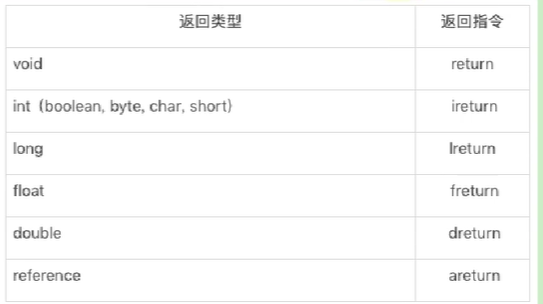 返回类型 返回指令
void return
int（boolean, byte, char, short） ireturn
long lreturn
float freturn
double dreturn
reference areturn